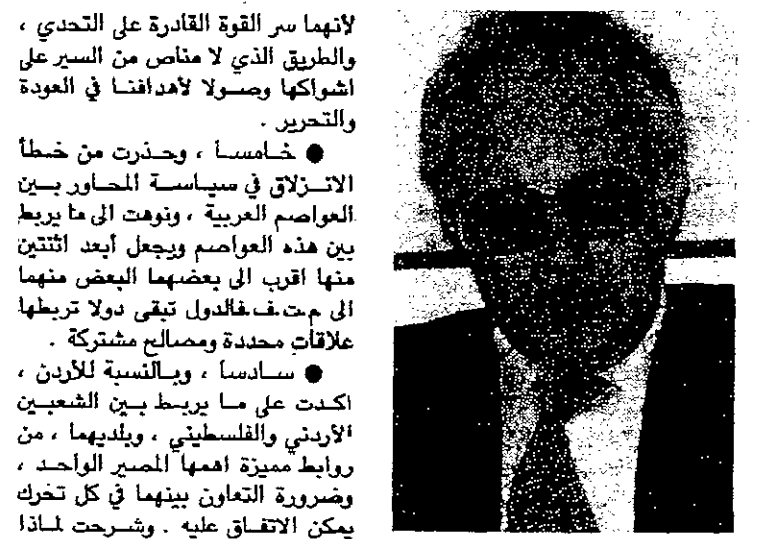 لأنهما سر القوة القادرة على التحدي ،
والطريق الذي لا مناص من السير على
اشواكها وصولا لأهدافنا في العودة
والتحرير .
● خامسا ، وحذرت من خطأ
الانزلاق في سياسة المحاور بين
العواصم العربية ، ونوهت الى ما يربط
بين هذه العواصم ويجعل أبعد اثنتين
منها اقرب الى بعضهما البعض منهما
الى م.ت.ف.فالدول تبقى دولا تربطها
علاقات محددة ومصالح مشتركة .
● سادسا ، وبالنسبة للأردن ،
اكدت على ما يربط بين الشعبين
الأردني والفلسطيني ، وبلديهما ، من
روابط مميزة اهمها المصير الواحد ،
وضرورة التعاون بينهما في كل تحرك
يمكن الاتفاق عليه . وشرحت لماذا